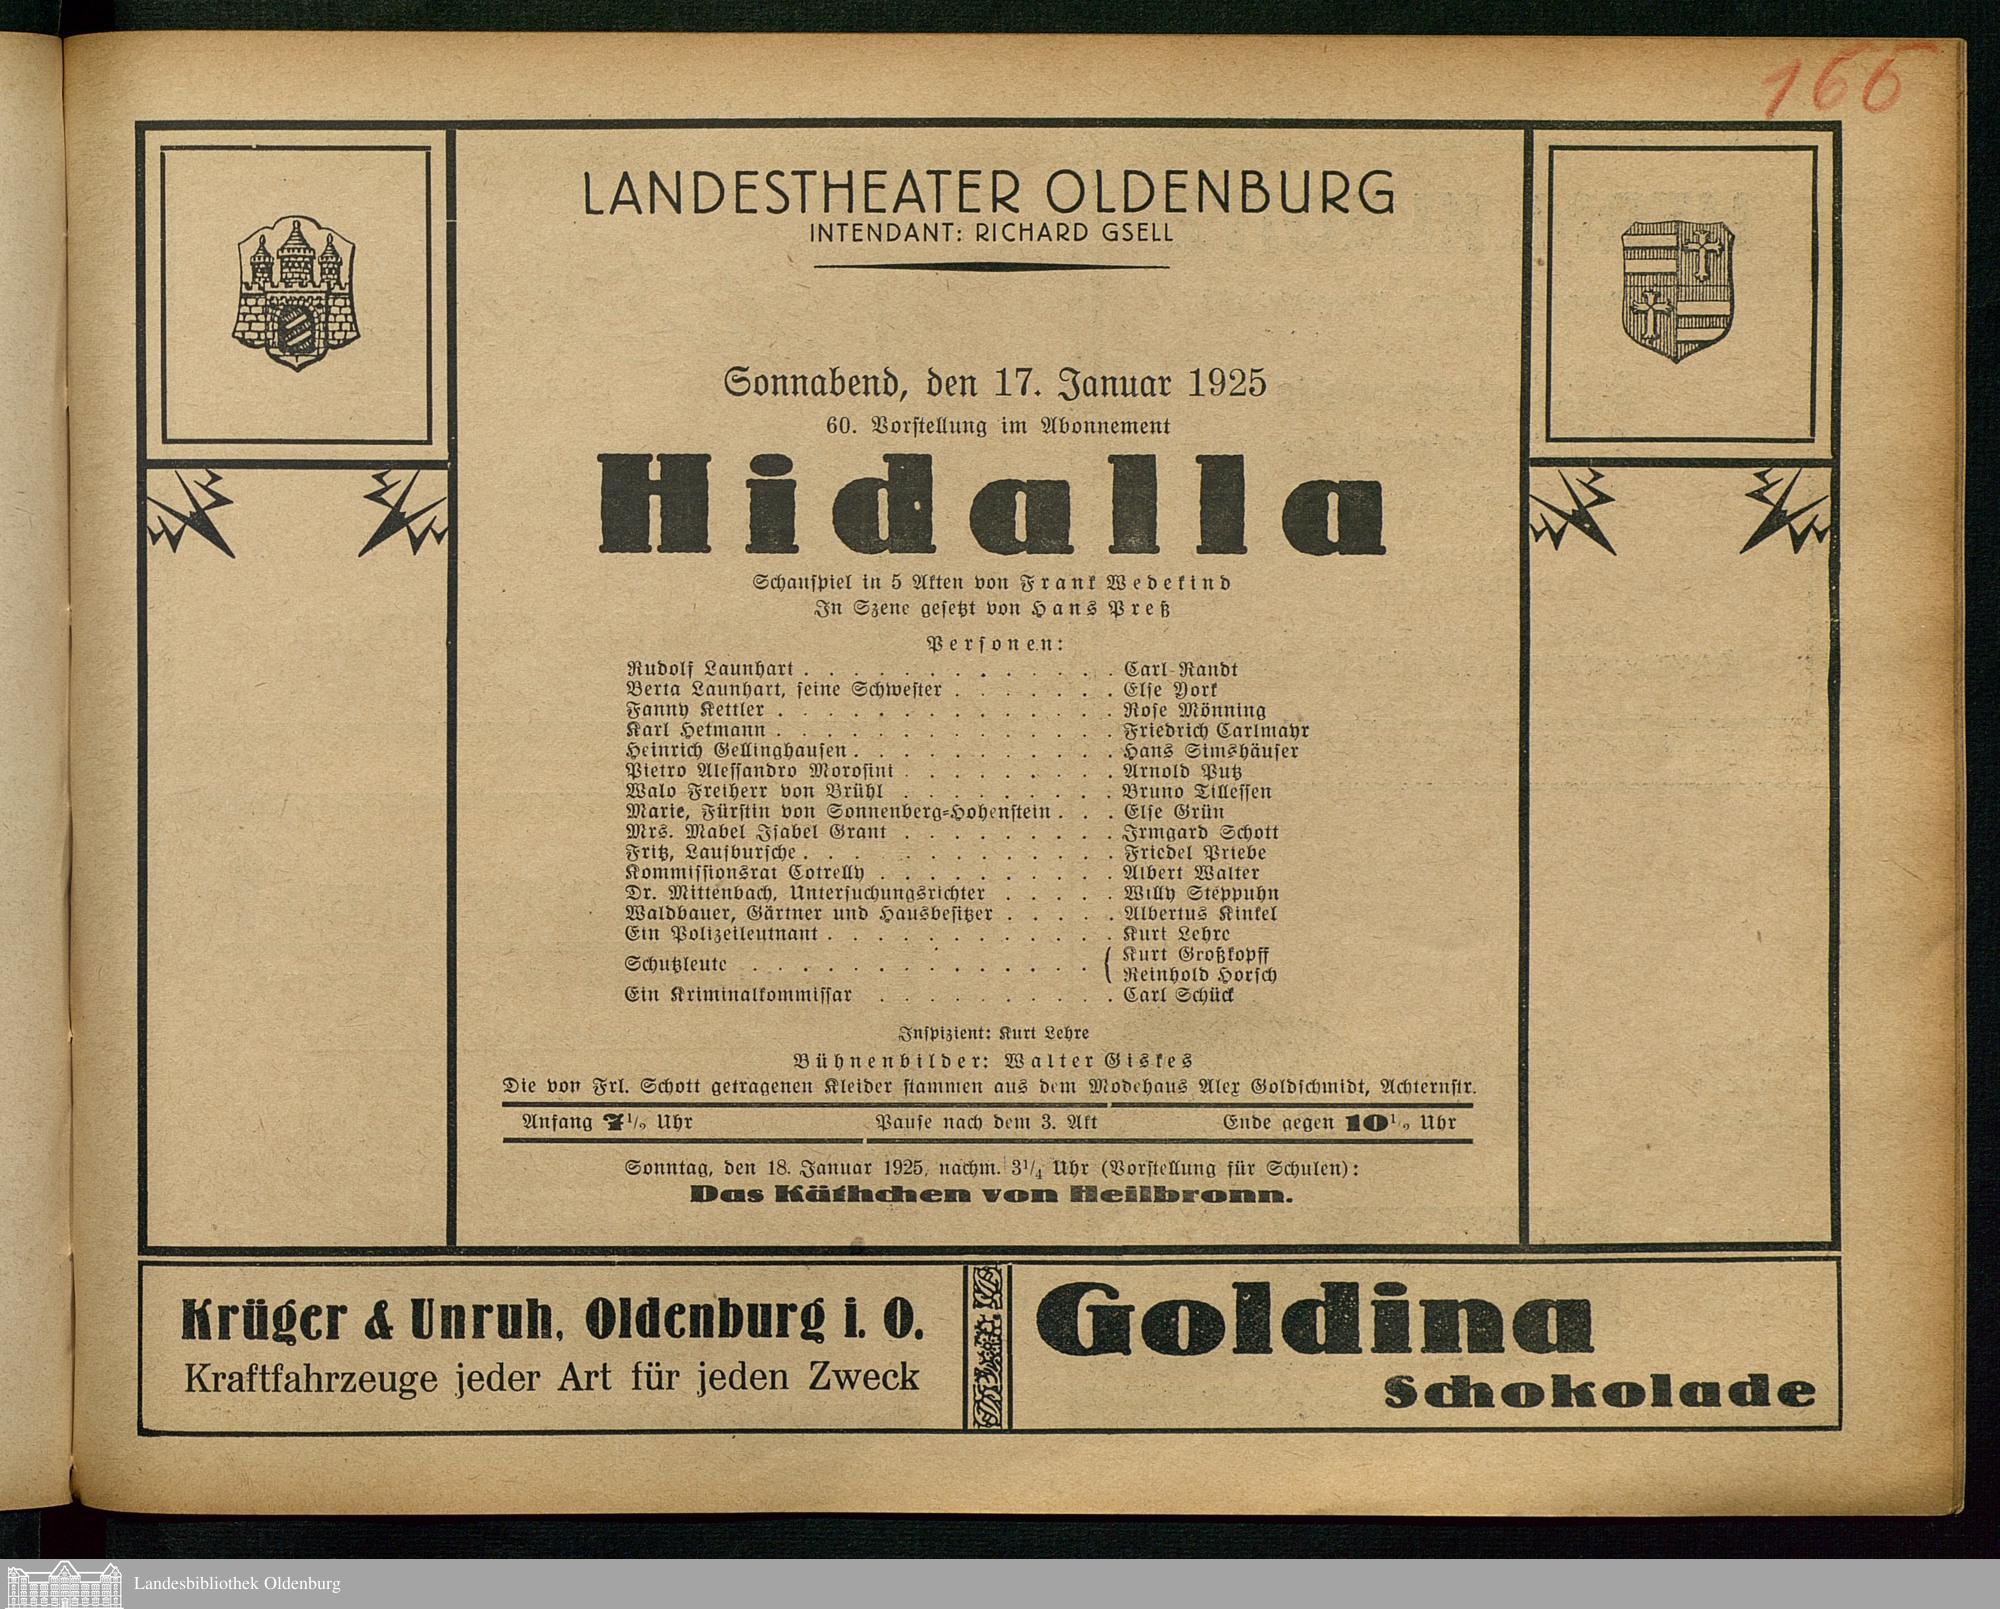 166
LANDESTHEATER OLDENBURG
INTENDANT: RICHARD GSELL
Sonnabend, den 17. Januar 1925
60. Vorstellung im Abonnement
Hidalla
Schauspiel in 5 Akten von Frank Wedekind
In Szene gesetzt von Hans Preß
Personen:
Rudolf Launhart . . . . . . . . . . . . . Carl Randt
Berta Launhart, seine Schwester . . . . . . . Else York
Fanny Kettler . . . . . . . . . . . . . . Rose Mönning
Karl Hetmann . . . . . . . . . . . . . . Friedrich Carlmayr
Heinrich Gellinghausen . . . . . . . . . . . Hans Simshäuser
Pietro Alessandro Morosini . . . . . . . . . Arnold Putz
Walo Freiherr von Brühl . . . . . . . . . Bruno Tillessen
Marie, Fürstin von Sonnenberg-Hohenstein . . . Else Grün
Mrs. Mabel Isabel Grant . . . . . . . . . Irmgard Schott
Fritz, Laufbursche . . . . . . . . . . . . . Friedel Priebe
Kommissionsrat Cotrelly . . . . . . . . . . Albert Walter
Dr. Mittenbach, Untersuchungsrichter . . . . . Willy Steppuhn
Waldbauer, Gärtner und Hausbesitzer . . . . . Albertus Kinkel
Ein Polizeileutnant . . . . . . . . . . . . Kurt Lehre
Schutzleute . . . . . . . . . . . . . . { Kurt Großkopff
Reinhold Horsch
Ein Kriminalkommissar . . . . . . . . . . Carl Schück
Inspizient: Kurt Lehre
Bühnenbilder: Walter Giskes
Die von Frl. Schott getragenen Kleider stammen aus dem Modehaus Alex Goldschmidt, Achternstr.
Anfang 7½ Uhr Pause nach dem 3. Akt Ende gegen 10½ Uhr
Sonntag, den 18. Januar 1925, nachm. 3¼ Uhr (Vorstellung für Schulen):
Das Käthchen von Heilbronn.
Krüger & Unruh, Oldenburg i. O.
Kraftfahrzeuge jeder Art für jeden Zweck
Goldina
Schokolade
Landesbibliothek Oldenburg